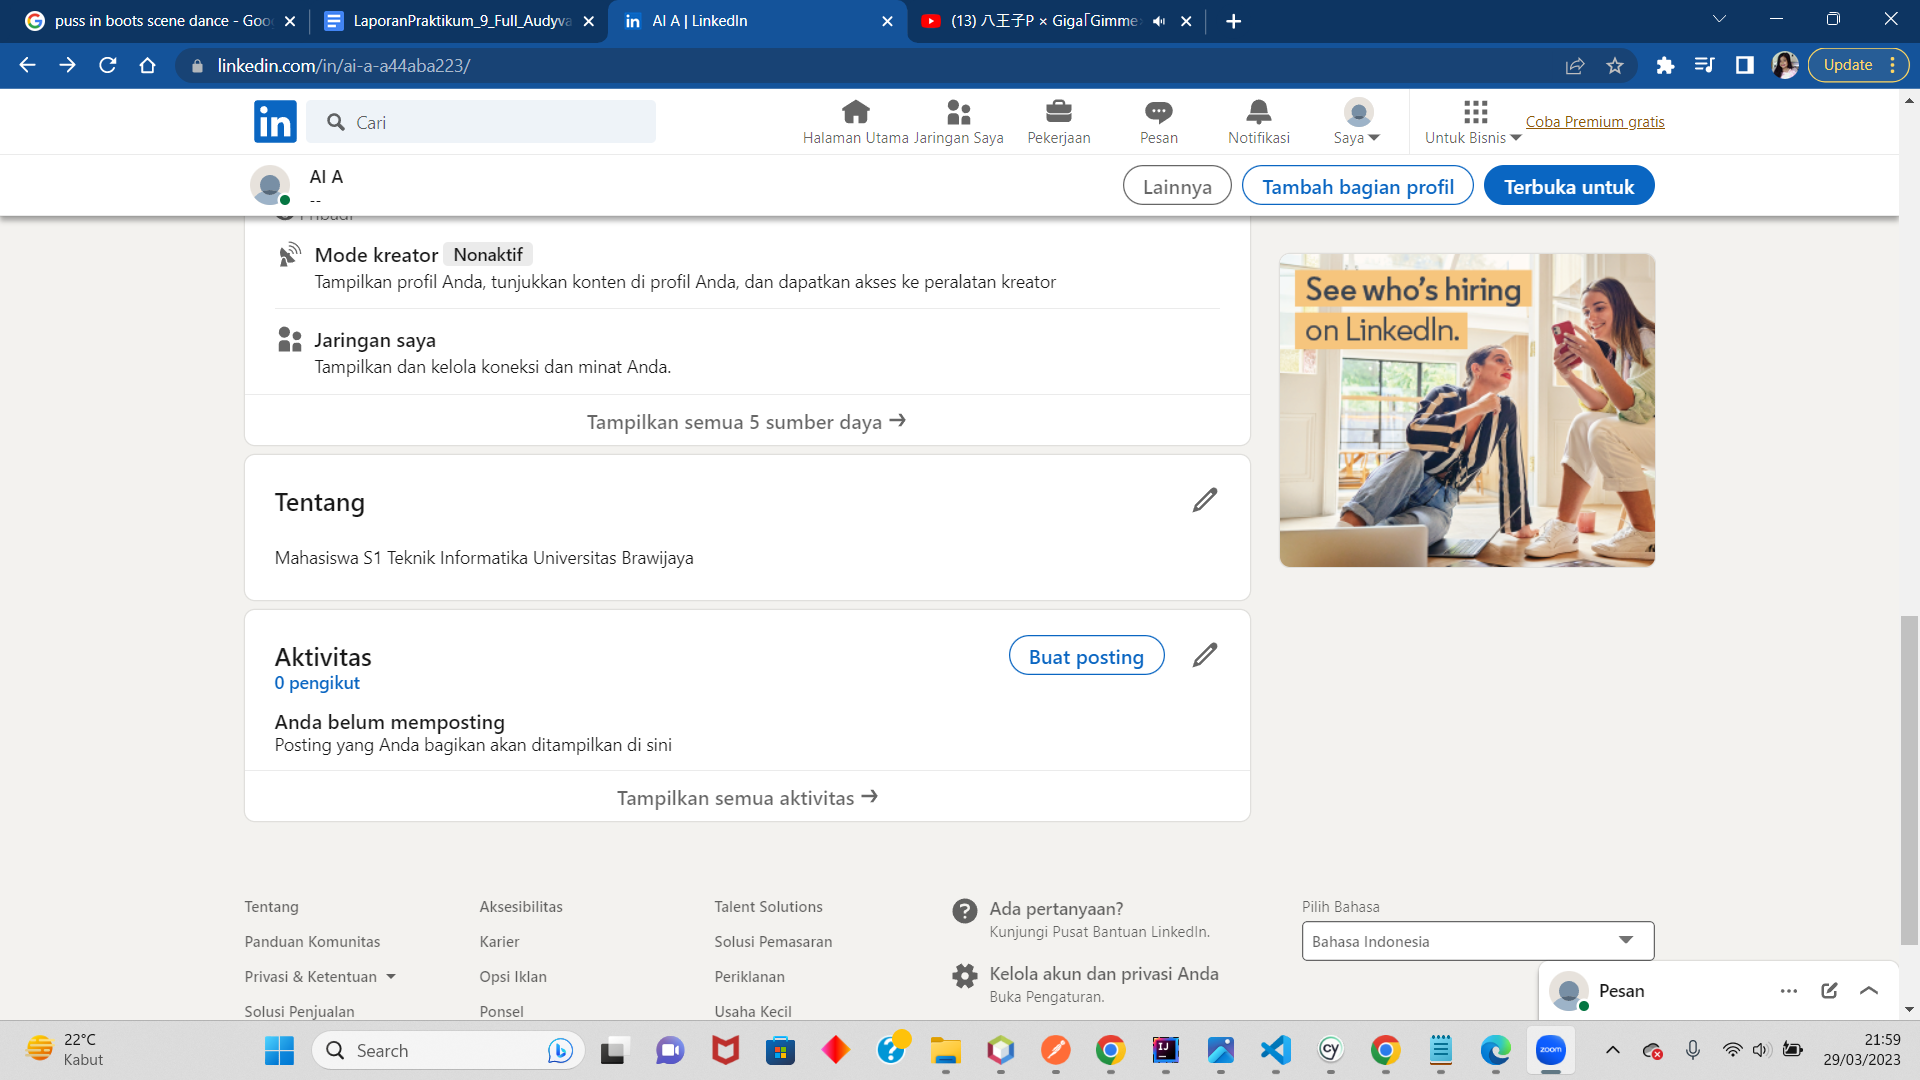 puss in boots scene dance - Goo
LaporanPraktikum_9_Full_Audyva
AI A | LinkedIn
(13) 八王子P × Giga「Gimme
linkedin.com/in/ai-a-a44aba223/
Update
in
Cari
Halaman Utama
Jaringan Saya
Pekerjaan
Pesan
Notifikasi
Saya
Untuk Bisnis
Coba Premium gratis
AI A
--
Lainnya
Tambah bagian profil
Terbuka untuk
Pribadi
Mode kreator Nonaktif
Tampilkan profil Anda, tunjukkan konten di profil Anda, dan dapatkan akses ke peralatan kreator
Jaringan saya
Tampilkan dan kelola koneksi dan minat Anda.
Tampilkan semua 5 sumber daya →
See who's hiring
on LinkedIn.
Tentang
Mahasiswa S1 Teknik Informatika Universitas Brawijaya
Aktivitas
0 pengikut
Buat posting
Anda belum memposting
Posting yang Anda bagikan akan ditampilkan di sini
Tampilkan semua aktivitas →
Tentang
Aksesibilitas
Talent Solutions
Panduan Komunitas
Karier
Solusi Pemasaran
Privasi & Ketentuan
Opsi Iklan
Periklanan
Solusi Penjualan
Ponsel
Usaha Kecil
Ada pertanyaan?
Kunjungi Pusat Bantuan LinkedIn.
Kelola akun dan privasi Anda
Buka Pengaturan.
Pilih Bahasa
Bahasa Indonesia
Pesan
22°C
Kabut
Search
zoom
21:59
29/03/2023